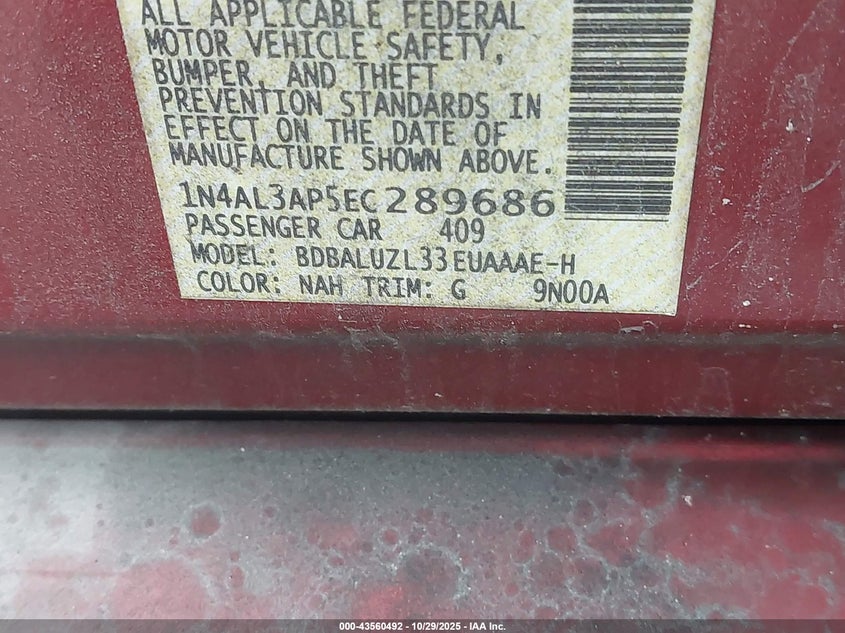 ALL APPLICABLE FEDERAL
MOTOR VEHICLE SAFETY,
BUMPER, AND THEFT
PREVENTION STANDARDS IN
EFFECT ON THE DATE OF
MANUFACTURE SHOWN ABOVE.
1N4AL3AP5EC289686
PASSENGER CAR 409
MODEL: BDBALUZL33EUAAAE-H
COLOR: NAH TRIM: G 9N00A
000-43560492 • 10/29/2025 • IAA Inc.